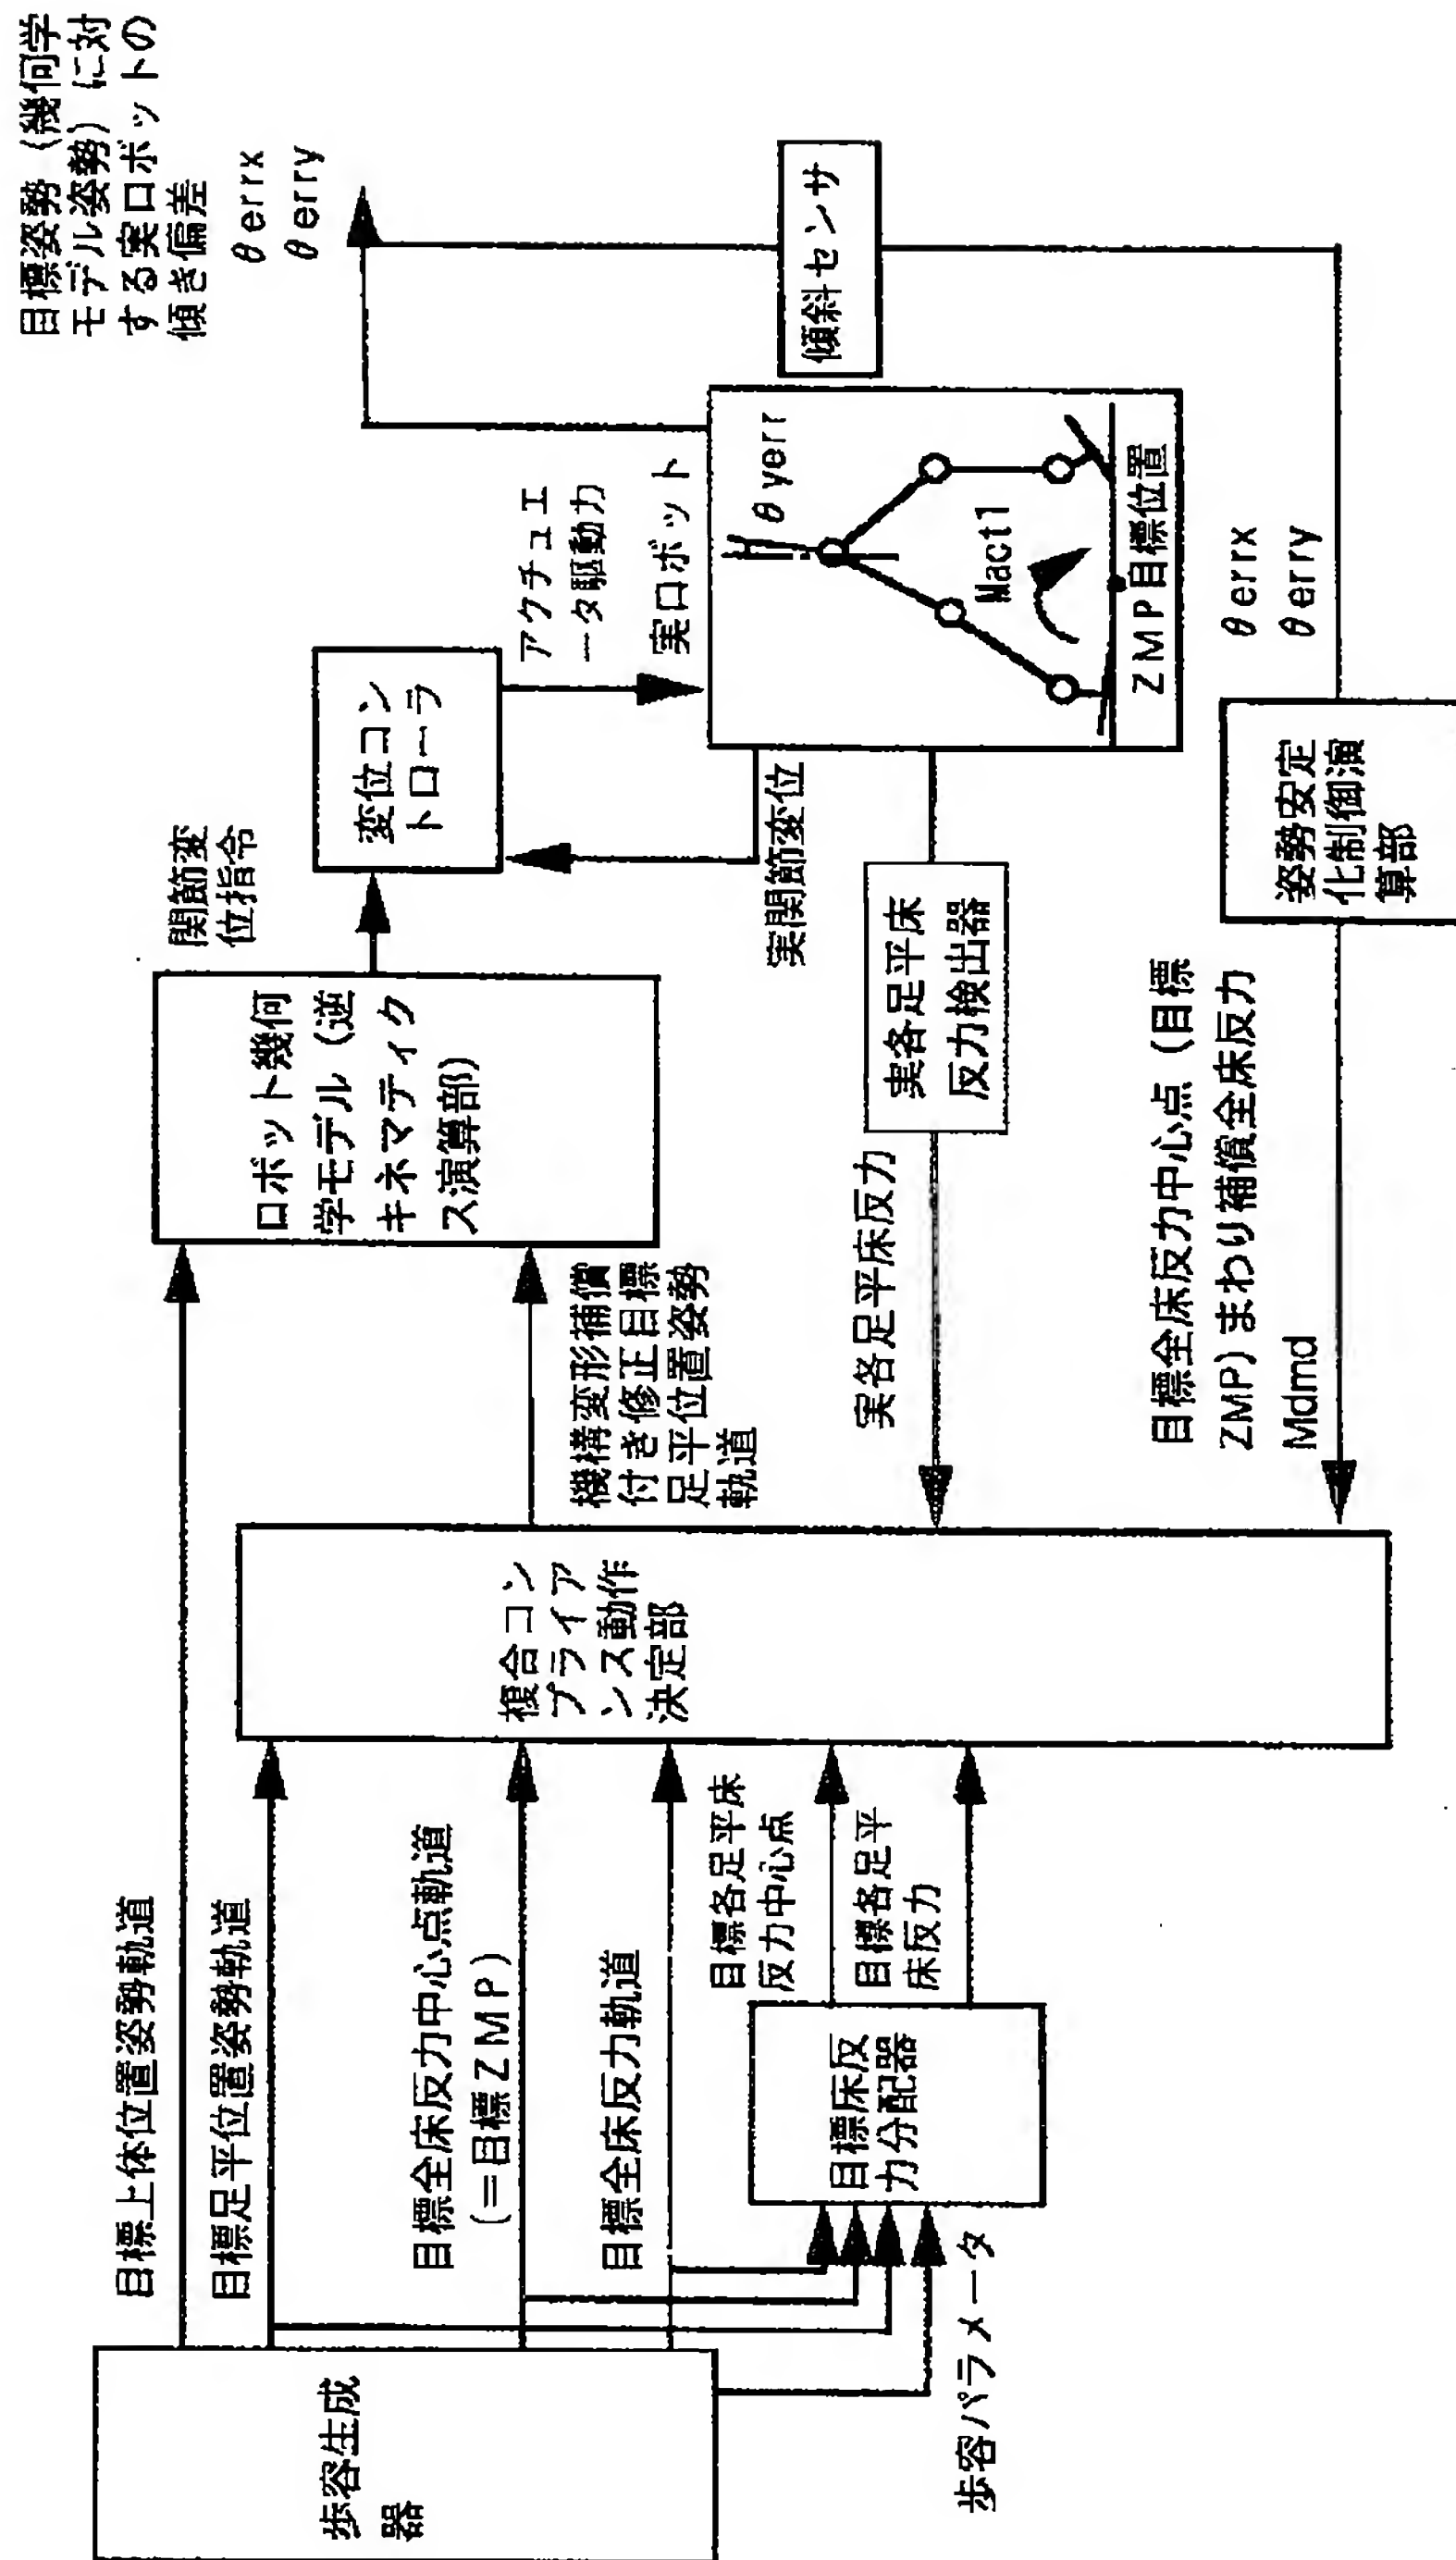 歩容生成
器
目標上体位置姿勢軌道
目標足平位置姿勢軌道
目標全床反力中心点軌道
(=目標ZMP)
目標全床反力軌道
歩容パラメータ
目標床反
力分配器
目標各足平床
反力中心点
目標各足平
床反力
複合コン
プライア
ンス動作
決定部
機構変形補償
付き修正目標
足平位置姿勢
軌道
実各足平床反力
目標全床反力中心点(目標
ZMP)まわり補償全床反力
Mdmd
ロボット幾何
学モデル(逆
キネマティク
ス演算部)
関節変
位指令
変位コン
トローラ
実関節変位
実各足平床
反力検出器
姿勢安定
化制御演
算部
アクチュエ
ータ駆動力
実ロボット
θyerr
Mact1
ZMP目標位置
θerrx
θerry
傾斜センサ
目標姿勢(幾何学
モデル姿勢)に対
する実ロボットの
傾き偏差
θerrx
θerry